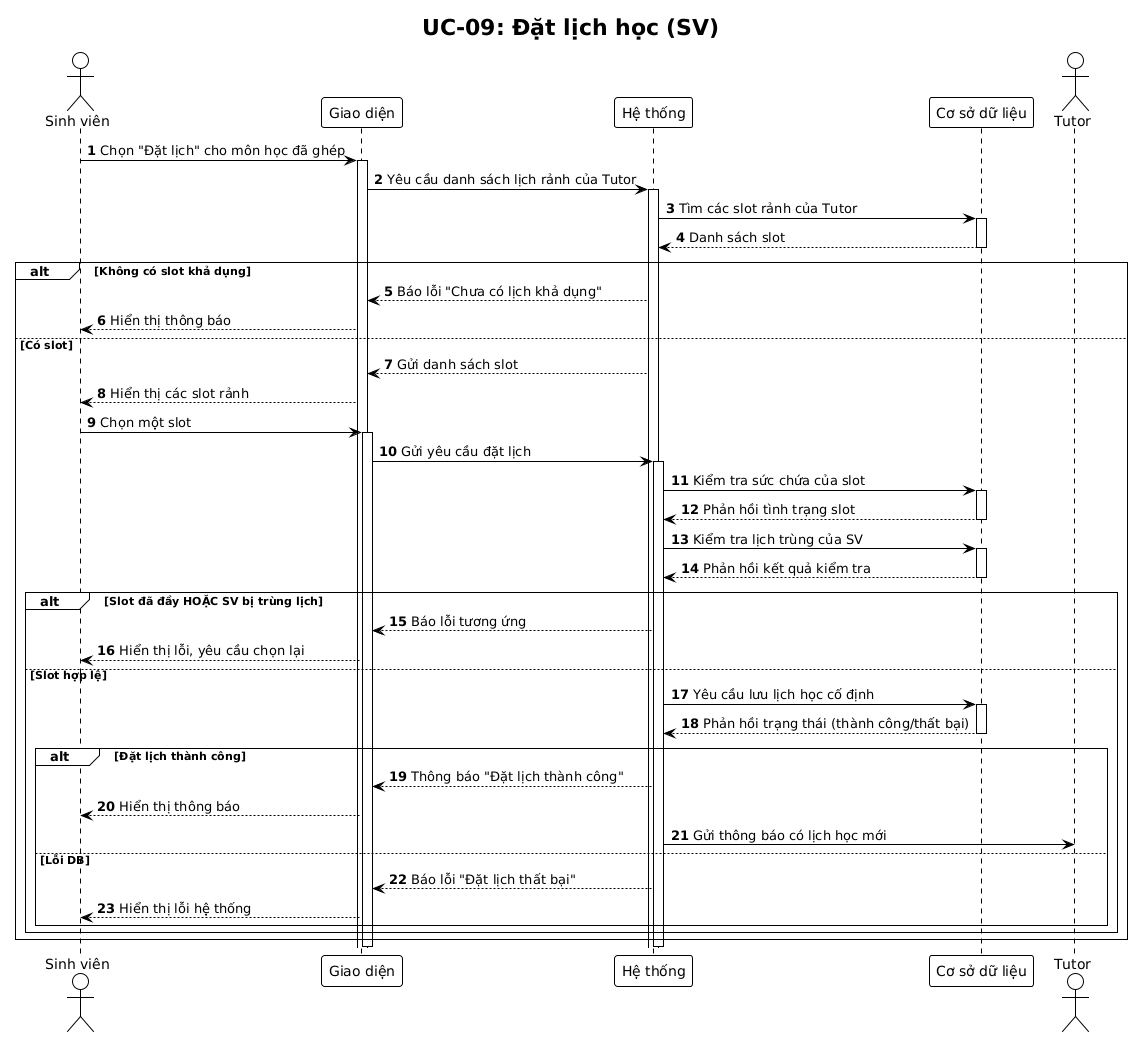 UC-09: Đặt lịch học (SV)
Sinh viên
Giao diện
Hệ thống
Cơ sở dữ liệu
Tutor
1 Chọn "Đặt lịch" cho môn học đã ghép
2 Yêu cầu danh sách lịch rảnh của Tutor
3 Tìm các slot rảnh của Tutor
4 Danh sách slot
alt [Không có slot khả dụng]
5 Báo lỗi "Chưa có lịch khả dụng"
6 Hiển thị thông báo
[Có slot]
7 Gửi danh sách slot
8 Hiển thị các slot rảnh
9 Chọn một slot
10 Gửi yêu cầu đặt lịch
11 Kiểm tra sức chứa của slot
12 Phản hồi tình trạng slot
13 Kiểm tra lịch trùng của SV
14 Phản hồi kết quả kiểm tra
alt [Slot đã đầy HOẶC SV bị trùng lịch]
15 Báo lỗi tương ứng
16 Hiển thị lỗi, yêu cầu chọn lại
[Slot hợp lệ]
17 Yêu cầu lưu lịch học cố định
18 Phản hồi trạng thái (thành công/thất bại)
alt [Đặt lịch thành công]
19 Thông báo "Đặt lịch thành công"
20 Hiển thị thông báo
21 Gửi thông báo có lịch học mới
[Lỗi DB]
22 Báo lỗi "Đặt lịch thất bại"
23 Hiển thị lỗi hệ thống
Sinh viên
Giao diện
Hệ thống
Cơ sở dữ liệu
Tutor